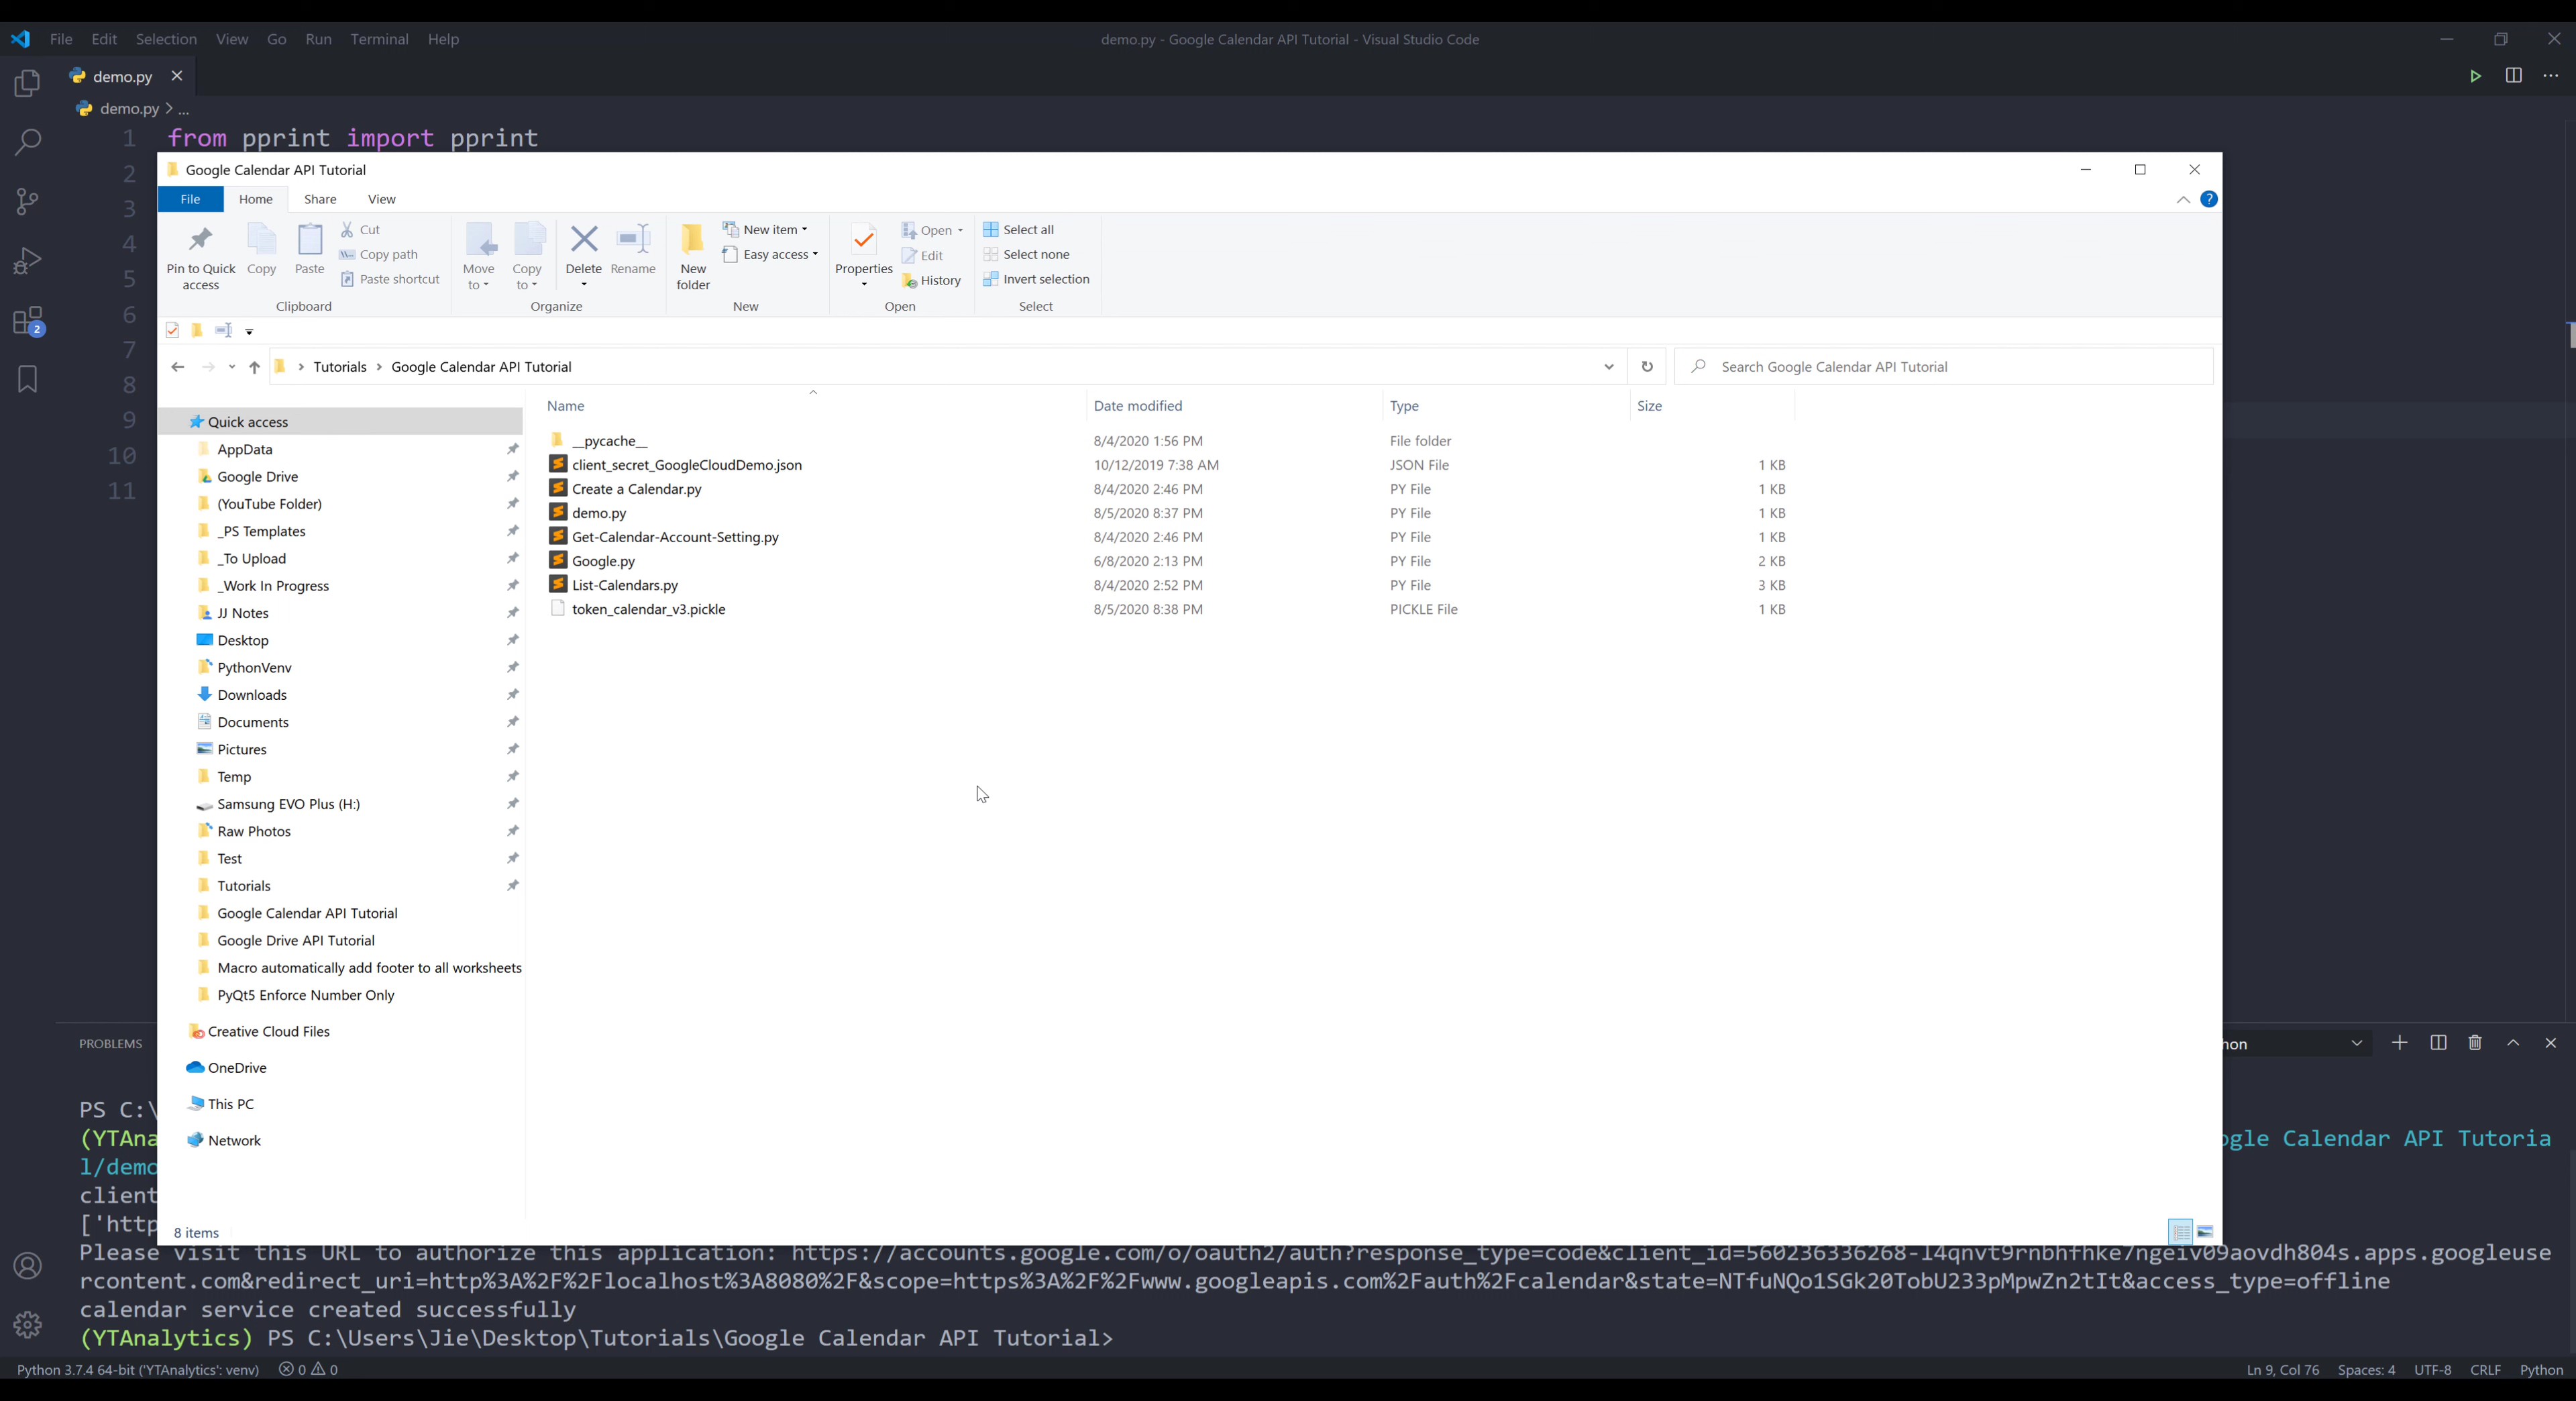 File Edit Selection View Go Run Terminal Help
demo.py - Google Calendar API Tutorial - Visual Studio Code
demo.py
demo.py > ...
1 from pprint import pprint
2
3
4
5
6
7
8
9
10
11
2
Google Calendar API Tutorial
File Home Share View
?
Pin to Quick access
Copy
Paste
Cut
Copy path
Paste shortcut
Clipboard
Move to
Copy to
Delete
Rename
Organize
New folder
New item
Easy access
New
Properties
Open
Edit
History
Open
Select all
Select none
Invert selection
Select
Tutorials > Google Calendar API Tutorial
Search Google Calendar API Tutorial
Name Date modified Type Size
__pycache__ 8/4/2020 1:56 PM File folder
client_secret_GoogleCloudDemo.json 10/12/2019 7:38 AM JSON File 1 KB
Create a Calendar.py 8/4/2020 2:46 PM PY File 1 KB
demo.py 8/5/2020 8:37 PM PY File 1 KB
Get-Calendar-Account-Setting.py 8/4/2020 2:46 PM PY File 1 KB
Google.py 6/8/2020 2:13 PM PY File 2 KB
List-Calendars.py 8/4/2020 2:52 PM PY File 3 KB
token_calendar_v3.pickle 8/5/2020 8:38 PM PICKLE File 1 KB
Quick access
AppData
Google Drive
(YouTube Folder)
_PS Templates
_To Upload
_Work In Progress
JJ Notes
Desktop
PythonVenv
Downloads
Documents
Pictures
Temp
Samsung EVO Plus (H:)
Raw Photos
Test
Tutorials
Google Calendar API Tutorial
Google Drive API Tutorial
Macro automatically add footer to all worksheets
PyQt5 Enforce Number Only
Creative Cloud Files
OneDrive
This PC
Network
8 items
PROBLEMS
hon
PS C:\
(YTAna ogle Calendar API Tutoria
l/demo
client
['http
Please visit this URL to authorize this application: https://accounts.google.com/o/oauth2/auth?response_type=code&client_id=560236336268-l4qnvt9rnbhfhke7ngeiv09aovdh804s.apps.googleuse
rcontent.com&redirect_uri=http%3A%2F%2Flocalhost%3A8080%2F&scope=https%3A%2F%2Fwww.googleapis.com%2Fauth%2Fcalendar&state=NTfuNQo1SGk20TobU233pMpwZn2tIt&access_type=offline
calendar service created successfully
(YTAnalytics) PS C:\Users\Jie\Desktop\Tutorials\Google Calendar API Tutorial>
Python 3.7.4 64-bit ('YTAnalytics': venv) 0 0 Ln 9, Col 76 Spaces: 4 UTF-8 CRLF Python